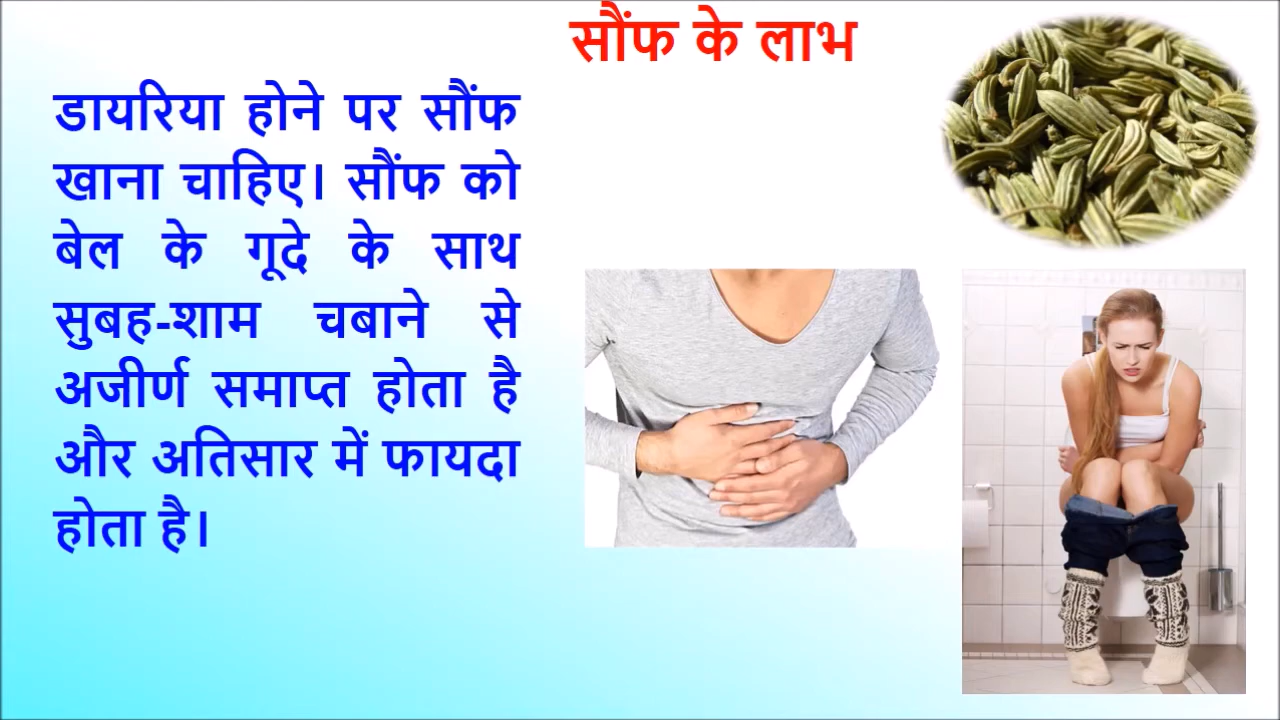 सौंफ के लाभ
डायरिया होने पर सौंफ
खाना चाहिए। सौंफ को
बेल के गूदे के साथ
सुबह-शाम चबाने से
अजीर्ण समाप्त होता है
और अतिसार में फायदा
होता है।